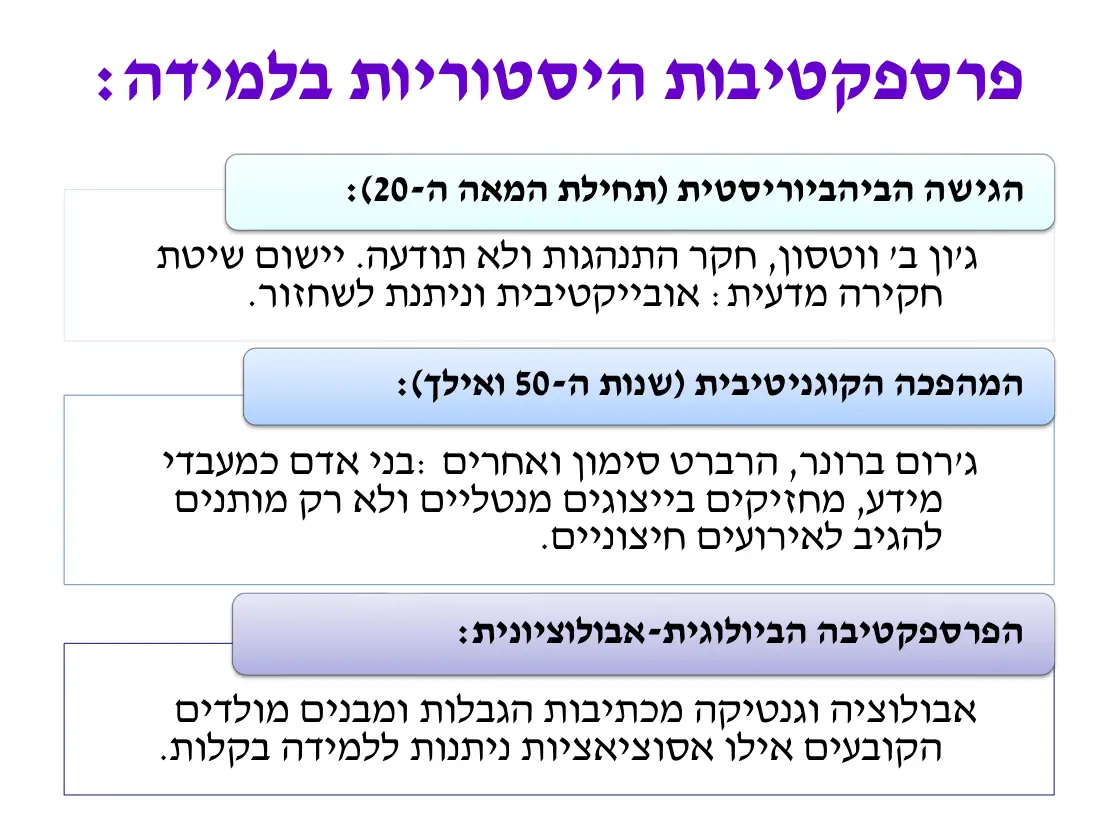 פרספקטיבות היסטוריות בלמידה:
הגישה הביהביוריסטית (תחילת המאה ה-20):
ג'ון ב' ווטסון, חקר התנהגות ולא תודעה. יישום שיטת
חקירה מדעית: אובייקטיבית וניתנת לשחזור.
המהפכה הקוגניטיבית (שנות ה-50 ואילך):
ג'רום ברונר, הרברט סימון ואחרים :בני אדם כמעבדי
מידע, מחזיקים בייצוגים מנטליים ולא רק מותנים
להגיב לאירועים חיצוניים.
הפרספקטיבה הביולוגית-אבולוציונית:
אבולוציה וגנטיקה מכתיבות הגבלות ומבנים מולדים
הקובעים אילו אסוציאציות ניתנות ללמידה בקלות.